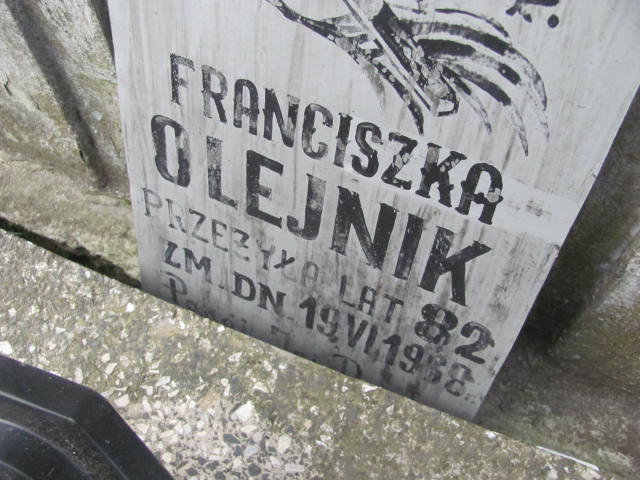 FRANCISZKA
OLEJNIK
PRZEŻYŁA LAT 82
ZM. DN. 19.VI.1968.